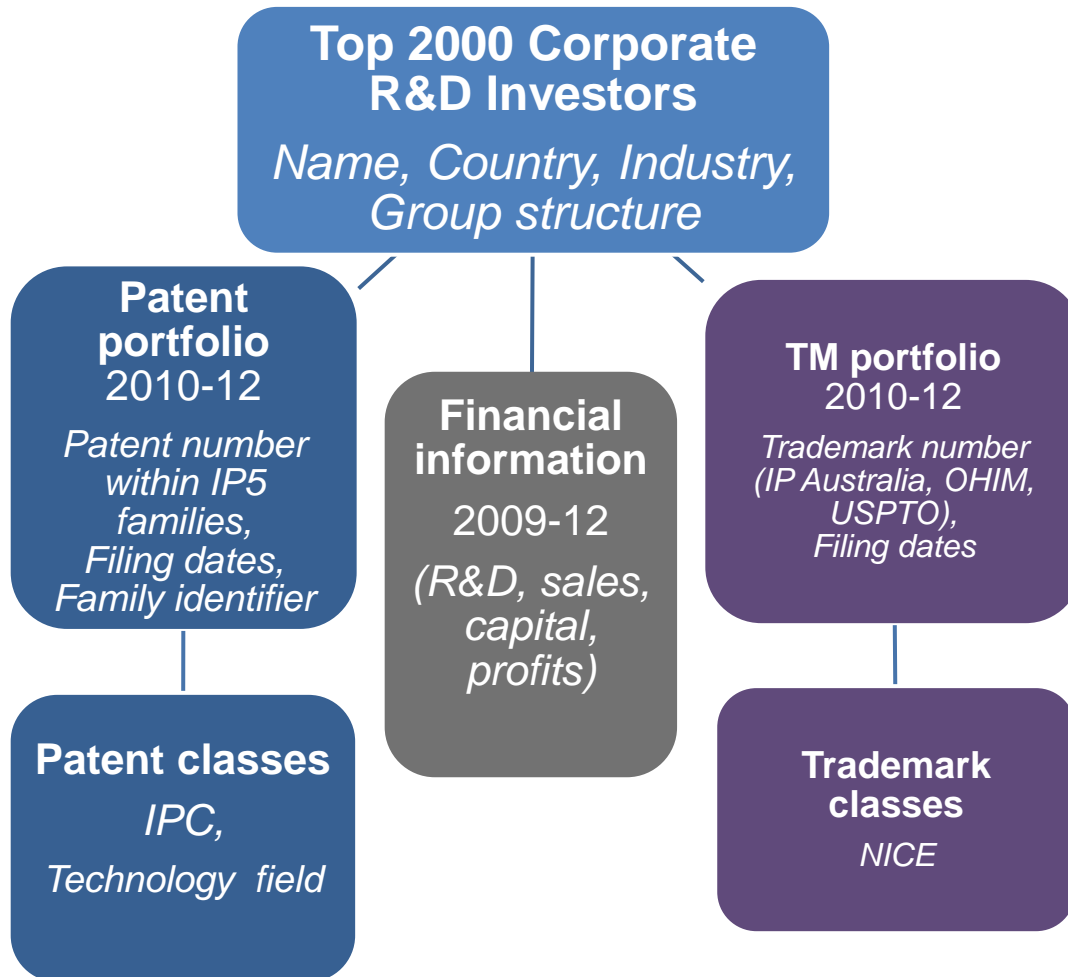 Top 2000 Corporate
R&D Investors
Name, Country, Industry,
Group structure
Patent
portfolio
2010-12
Patent number
within IP5
families,
Filing dates,
Family identifier
Financial
information
2009-12
(R&D, sales,
capital,
profits)
TM portfolio
2010-12
Trademark number
(IP Australia, OHIM,
USPTO),
Filing dates
Patent classes
IPC,
Technology field
Trademark
classes
NICE